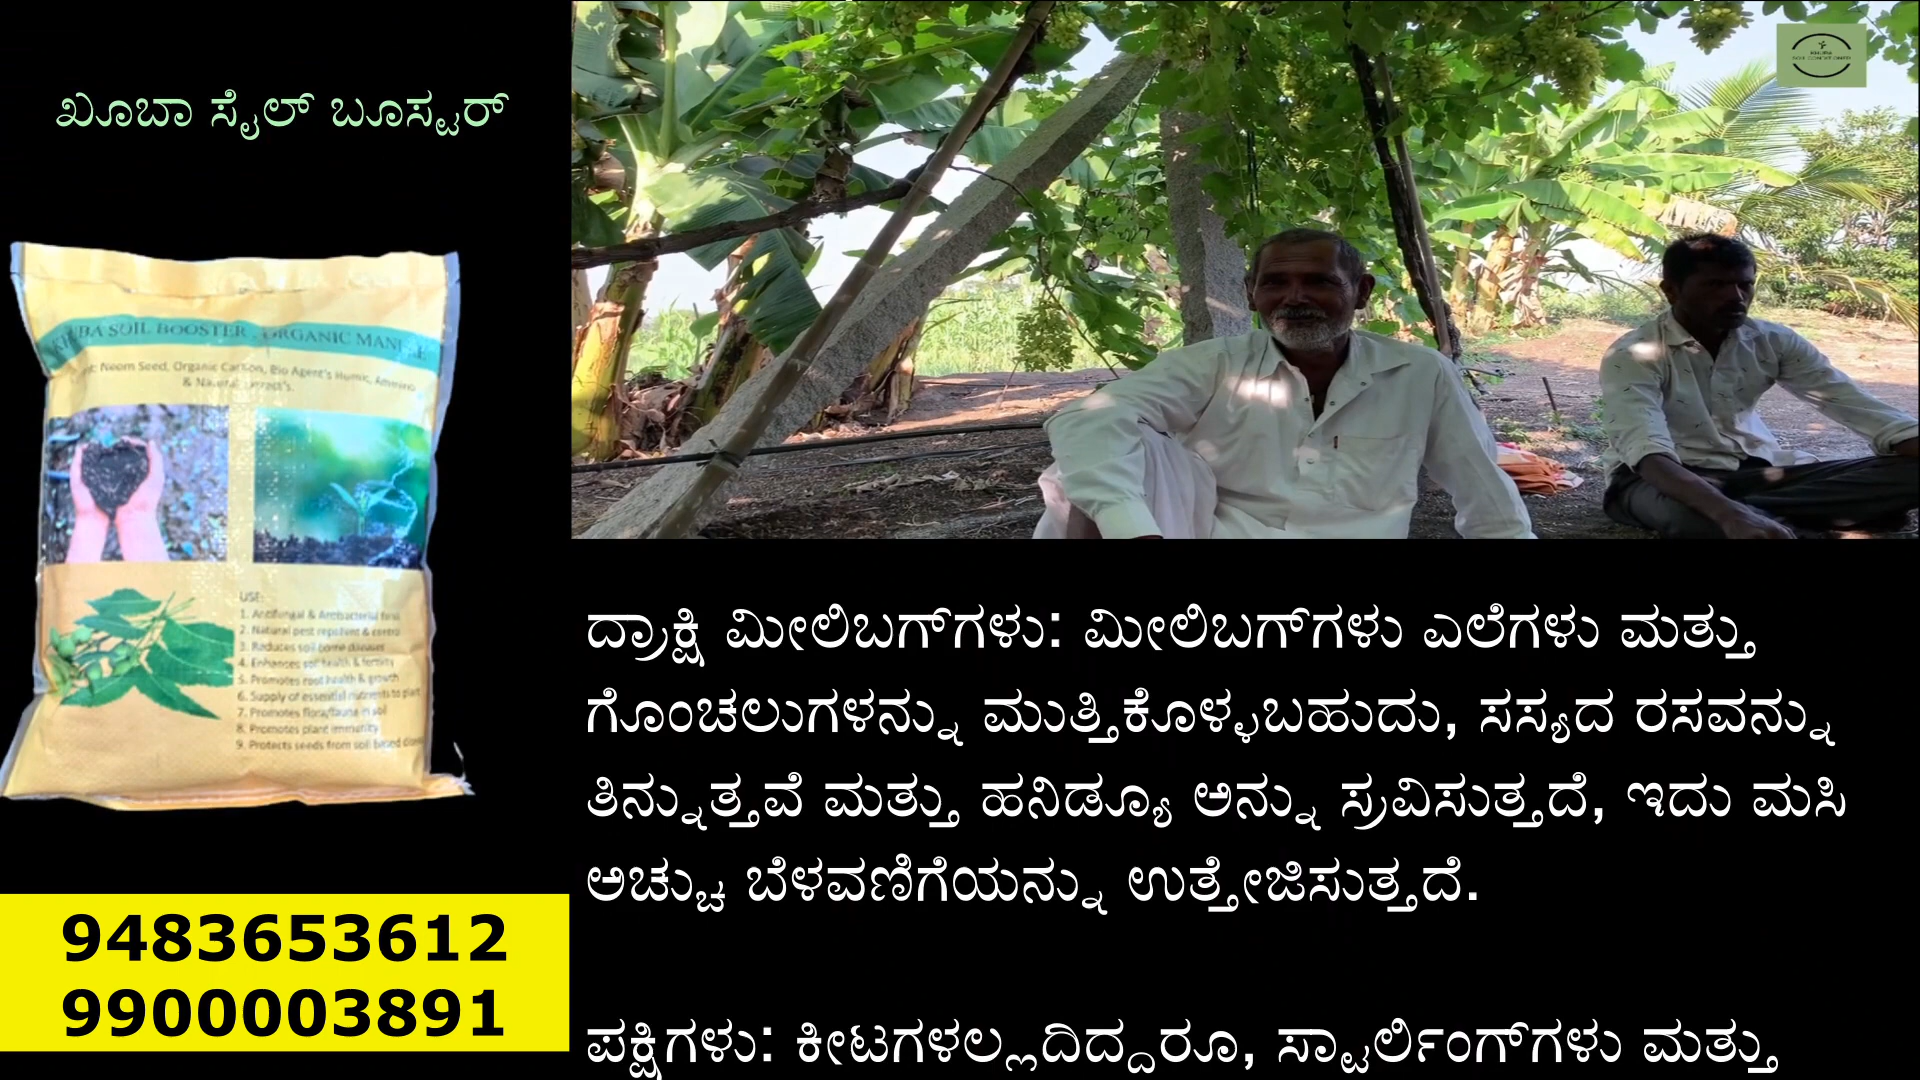 ಖೂಬಾ ಸೈಲ್ ಬೂಸ್ಟರ್
SOIL BOOSTER ORGANIC
Neem Seed, Organic Carbon, Bio Agent's Humic, Ammino
& Natural
USE:
1. Antifungal & Antibacterial
2. Natural pest repellent &
3. Reduces soil borne diseases
4. Enhances soil health & fertility
5. Promotes root health & growth
6. Supply of essential nutrients to plant
7. Promotes flora/fauna in soil
8. Promotes plant immunity
9. Protects seeds from soil based
9483653612
9900003891
ದ್ರಾಕ್ಷಿ ಮೀಲಿಬಗ್‌ಗಳು: ಮೀಲಿಬಗ್‌ಗಳು ಎಲೆಗಳು ಮತ್ತು
ಗೊಂಚಲುಗಳನ್ನು ಮುತ್ತಿಕೊಳ್ಳಬಹುದು, ಸಸ್ಯದ ರಸವನ್ನು
ತಿನ್ನುತ್ತವೆ ಮತ್ತು ಹನಿಡ್ಯೂ ಅನ್ನು ಸ್ರವಿಸುತ್ತದೆ, ಇದು ಮಸಿ
ಅಚ್ಚು ಬೆಳವಣಿಗೆಯನ್ನು ಉತ್ತೇಜಿಸುತ್ತದೆ.
ಪಕ್ಷಿಗಳು: ಕೀಟಗಳಲ್ಲದಿದ್ದರೂ, ಸ್ಟಾರ್ಲಿಂಗ್‌ಗಳು ಮತ್ತು